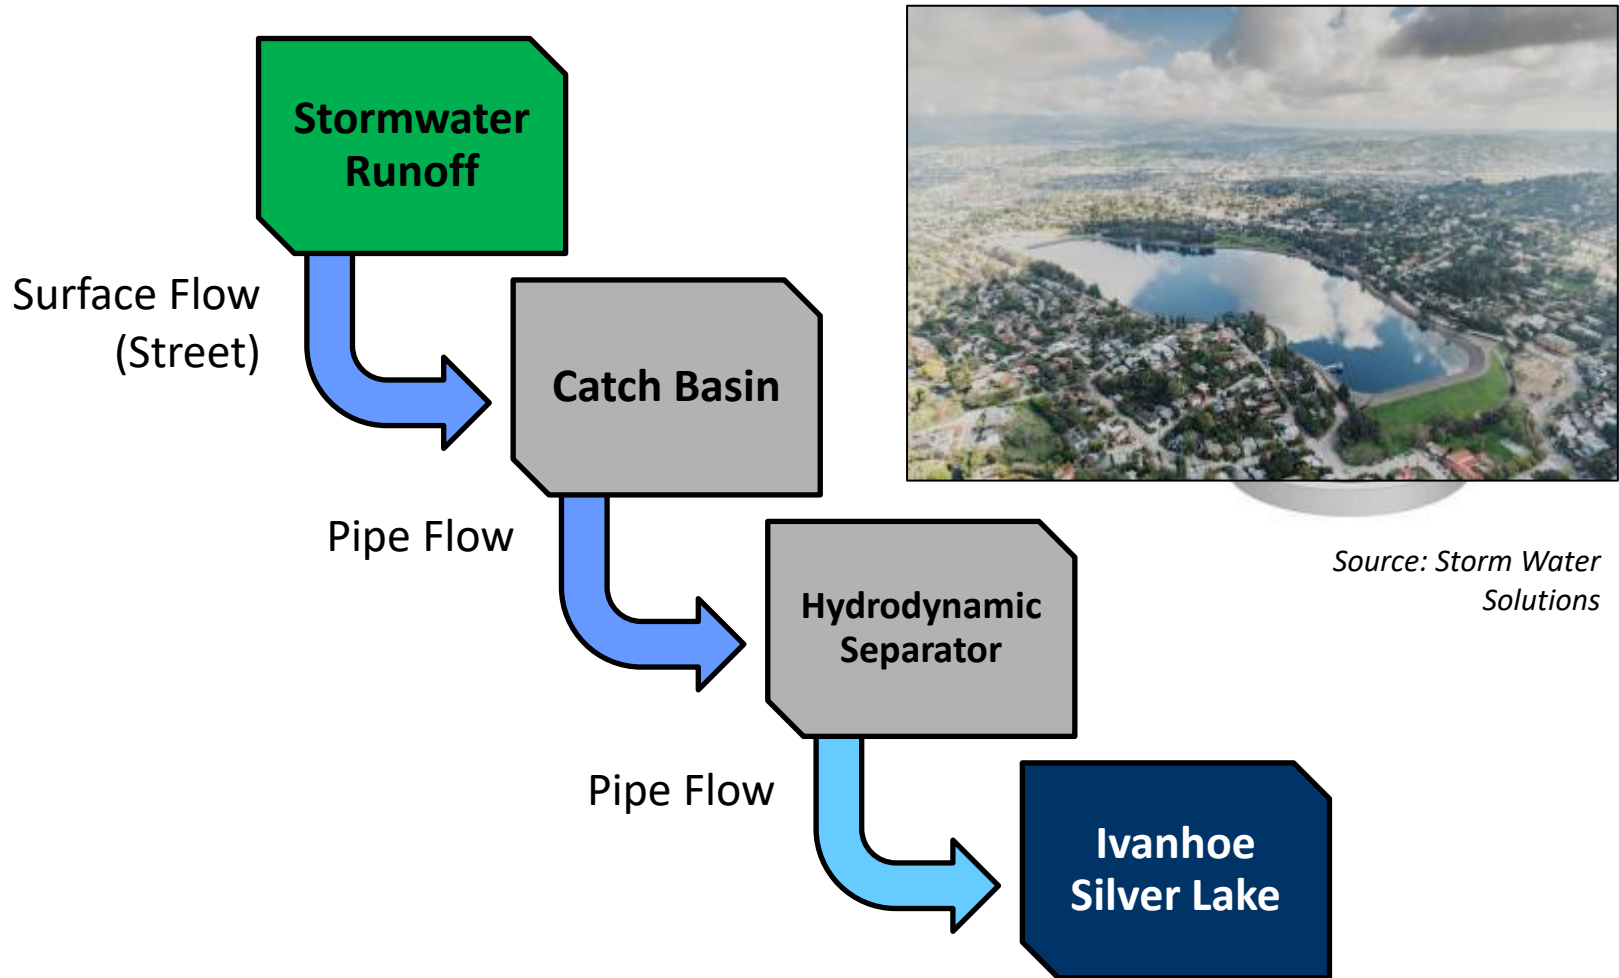 Stormwater
Runoff
Surface Flow
(Street)
Catch Basin
Pipe Flow
Hydrodynamic
Separator
Source: Storm Water
Solutions
Pipe Flow
Ivanhoe
Silver Lake